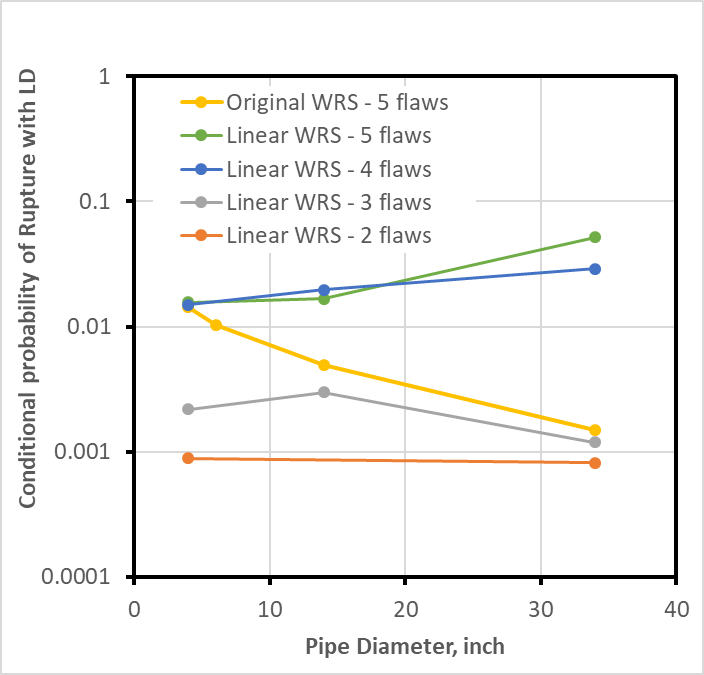 Conditional probability of Rupture with LD
1
0.1
0.01
0.001
0.0001
Original WRS - 5 flaws
Linear WRS - 5 flaws
Linear WRS - 4 flaws
Linear WRS - 3 flaws
Linear WRS - 2 flaws
0 10 20 30 40
Pipe Diameter, inch